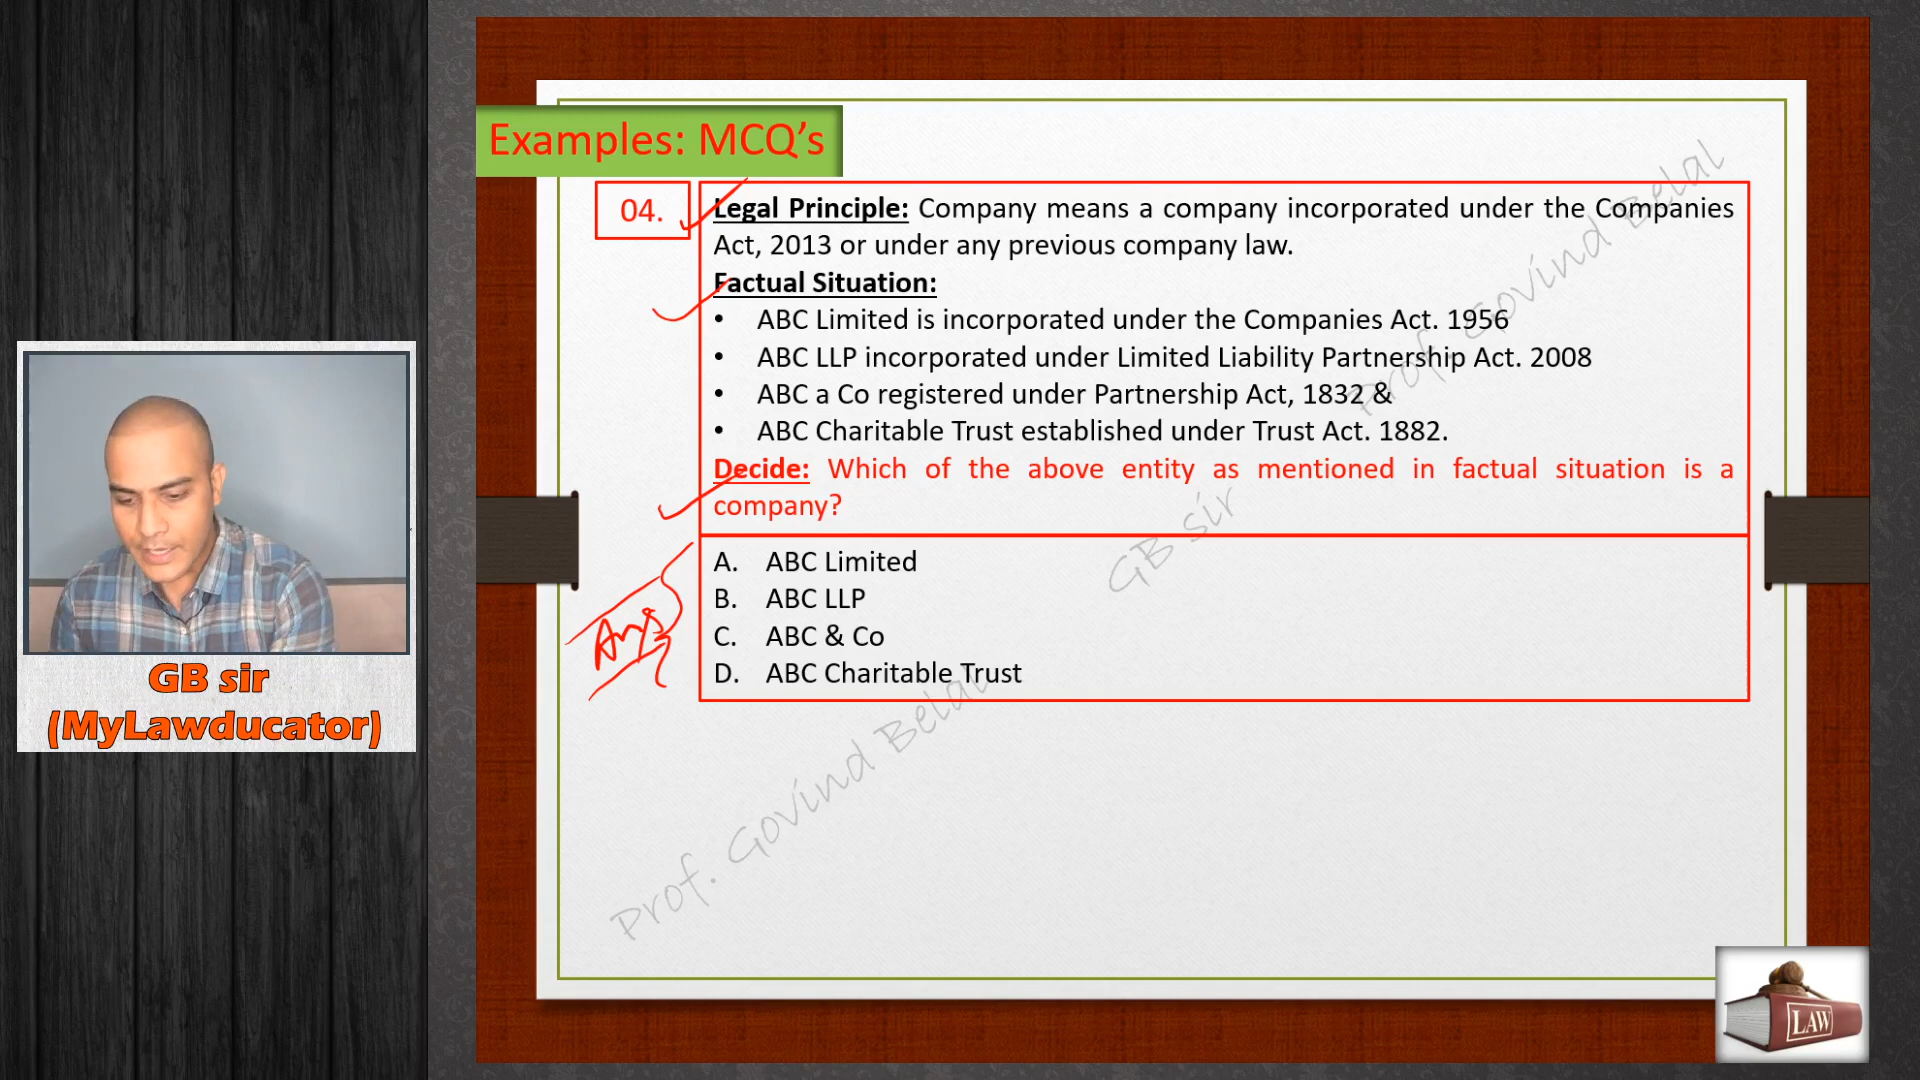 Examples: MCQ's
04.
Legal Principle: Company means a company incorporated under the Companies
Act, 2013 or under any previous company law.
Factual Situation:
• ABC Limited is incorporated under the Companies Act. 1956
• ABC LLP incorporated under Limited Liability Partnership Act. 2008
• ABC a Co registered under Partnership Act, 1832 &
• ABC Charitable Trust established under Trust Act. 1882.
Decide: Which of the above entity as mentioned in factual situation is a
company?
A. ABC Limited
B. ABC LLP
C. ABC & Co
D. ABC Charitable Trust
Ans
GB sir
(MyLawducator)
Prof. Govind Belal
GB sir
Prof. Govind Belal
LAW